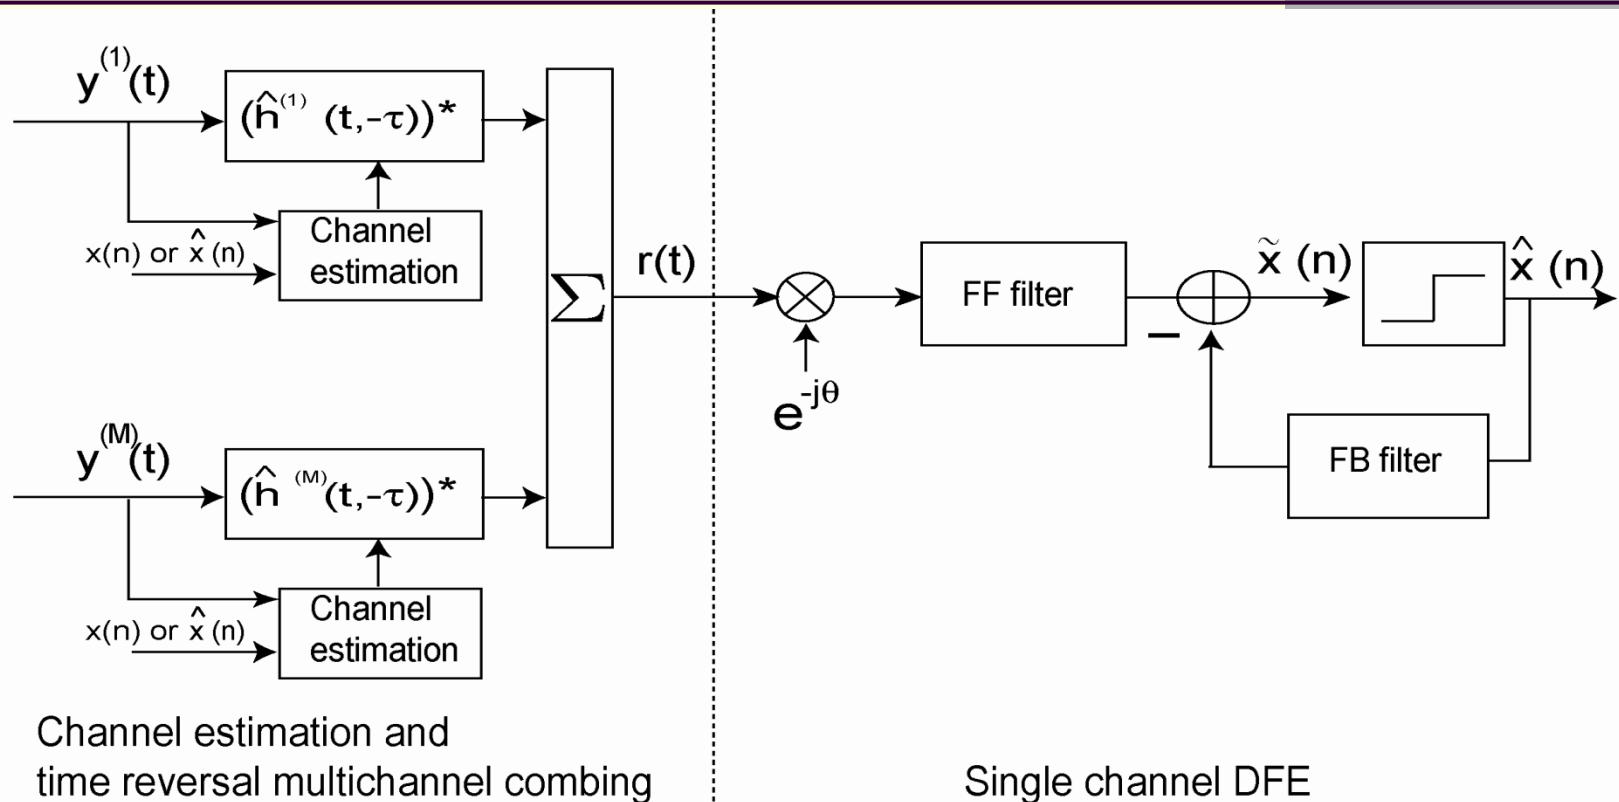 y^(1)(t)
(ĥ^(1) (t,-τ))*
x(n) or x̂(n)
Channel
estimation
Σ
r(t)
e^-jθ
FF filter
−
x̃ (n)
x̂ (n)
FB filter
y^(M)(t)
(ĥ^(M)(t,-τ))*
x(n) or x̂(n)
Channel
estimation
Channel estimation and
time reversal multichannel combing
Single channel DFE